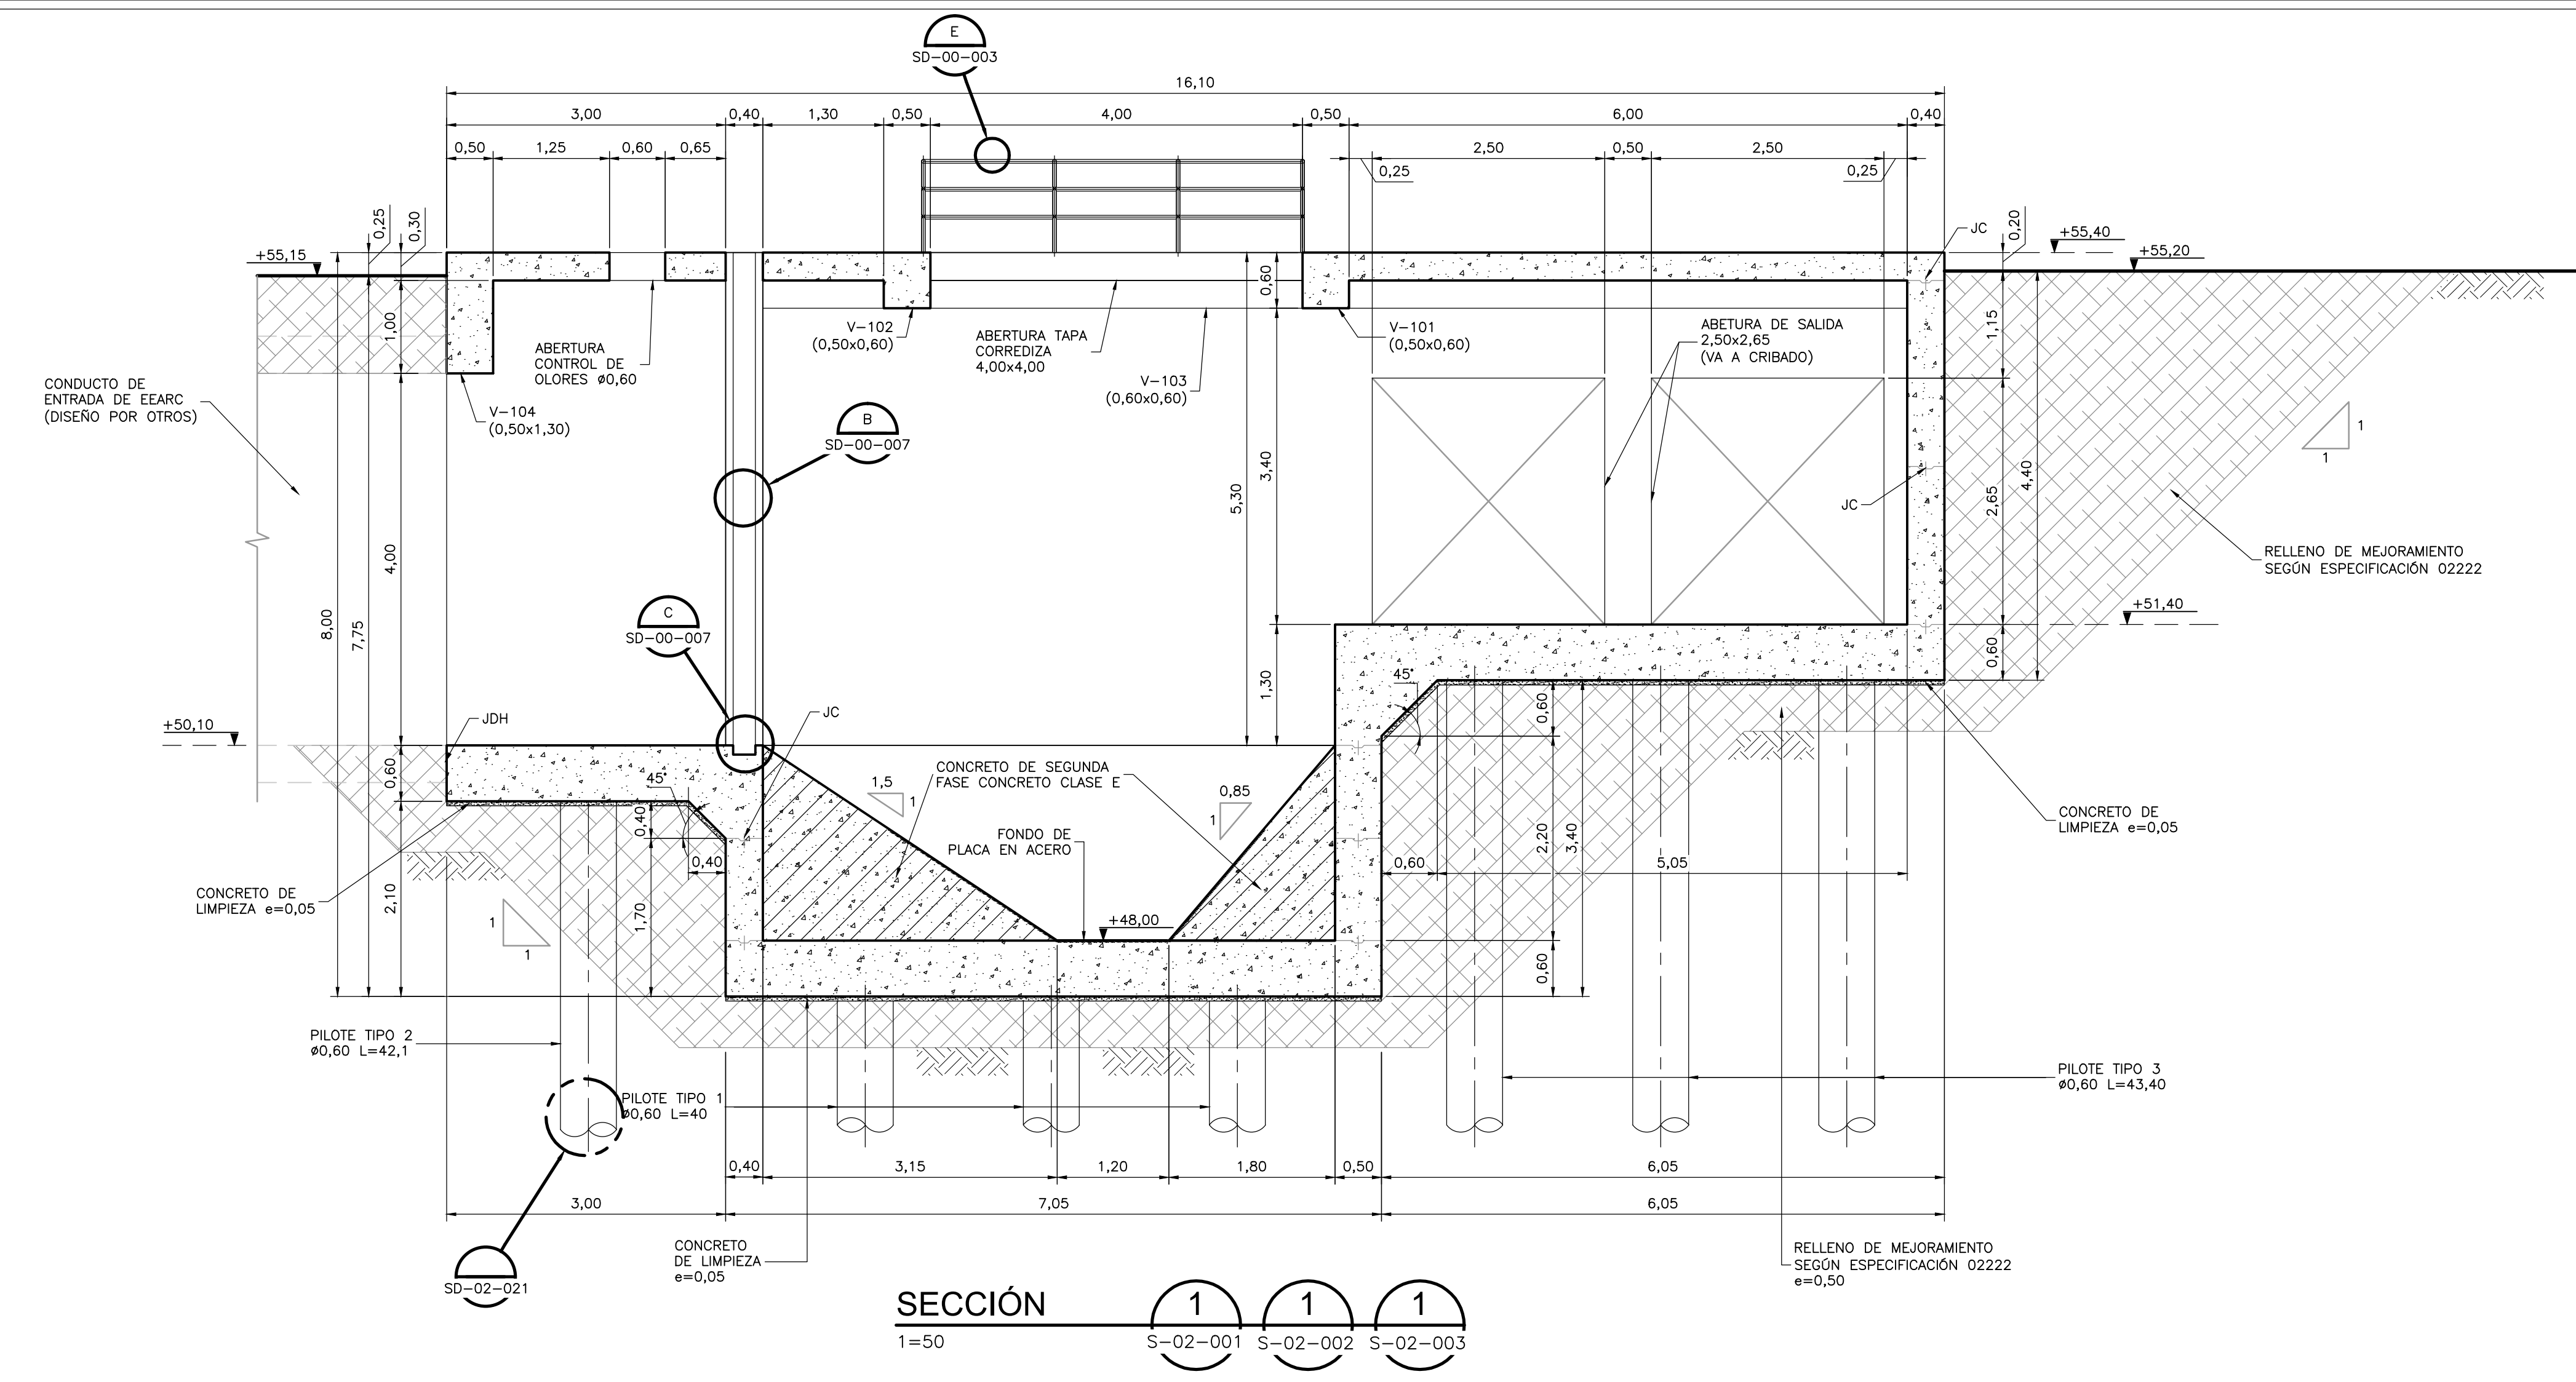 E
SD-00-003
16,10
3,00
0,40
1,30
0,50
4,00
0,50
6,00
0,40
0,50
1,25
0,60
0,65
2,50
0,50
2,50
0,25
0,25
0,25
0,30
0,20
JC
+55,15
+55,40
+55,20
0,60
1,00
1,15
ABERTURA
CONTROL DE
OLORES ø0,60
V-102
(0,50x0,60)
ABERTURA TAPA
CORREDIZA
4,00x4,00
V-103
(0,60x0,60)
V-101
(0,50x0,60)
ABETURA DE SALIDA
2,50x2,65
(VA A CRIBADO)
CONDUCTO DE
ENTRADA DE EEARC
(DISEÑO POR OTROS)
V-104
(0,50x1,30)
B
SD-00-007
1
1
3,40
5,30
4,40
2,65
JC
4,00
RELLENO DE MEJORAMIENTO
SEGÚN ESPECIFICACIÓN 02222
8,00
7,75
C
SD-00-007
+51,40
0,60
1,30
45°
0,60
+50,10
JDH
JC
0,60
45°
0,40
0,40
1,5
1
CONCRETO DE SEGUNDA
FASE CONCRETO CLASE E
0,85
1
FONDO DE
PLACA EN ACERO
2,20
3,40
0,60
5,05
CONCRETO DE
LIMPIEZA e=0,05
CONCRETO DE
LIMPIEZA e=0,05
2,10
1,70
1
1
+48,00
0,60
PILOTE TIPO 2
ø0,60 L=42,1
PILOTE TIPO 1
ø0,60 L=40
PILOTE TIPO 3
ø0,60 L=43,40
0,40
3,15
1,20
1,80
0,50
6,05
3,00
7,05
6,05
SD-02-021
CONCRETO
DE LIMPIEZA
e=0,05
RELLENO DE MEJORAMIENTO
SEGÚN ESPECIFICACIÓN 02222
e=0,50
SECCIÓN
1=50
1
S-02-001
1
S-02-002
1
S-02-003